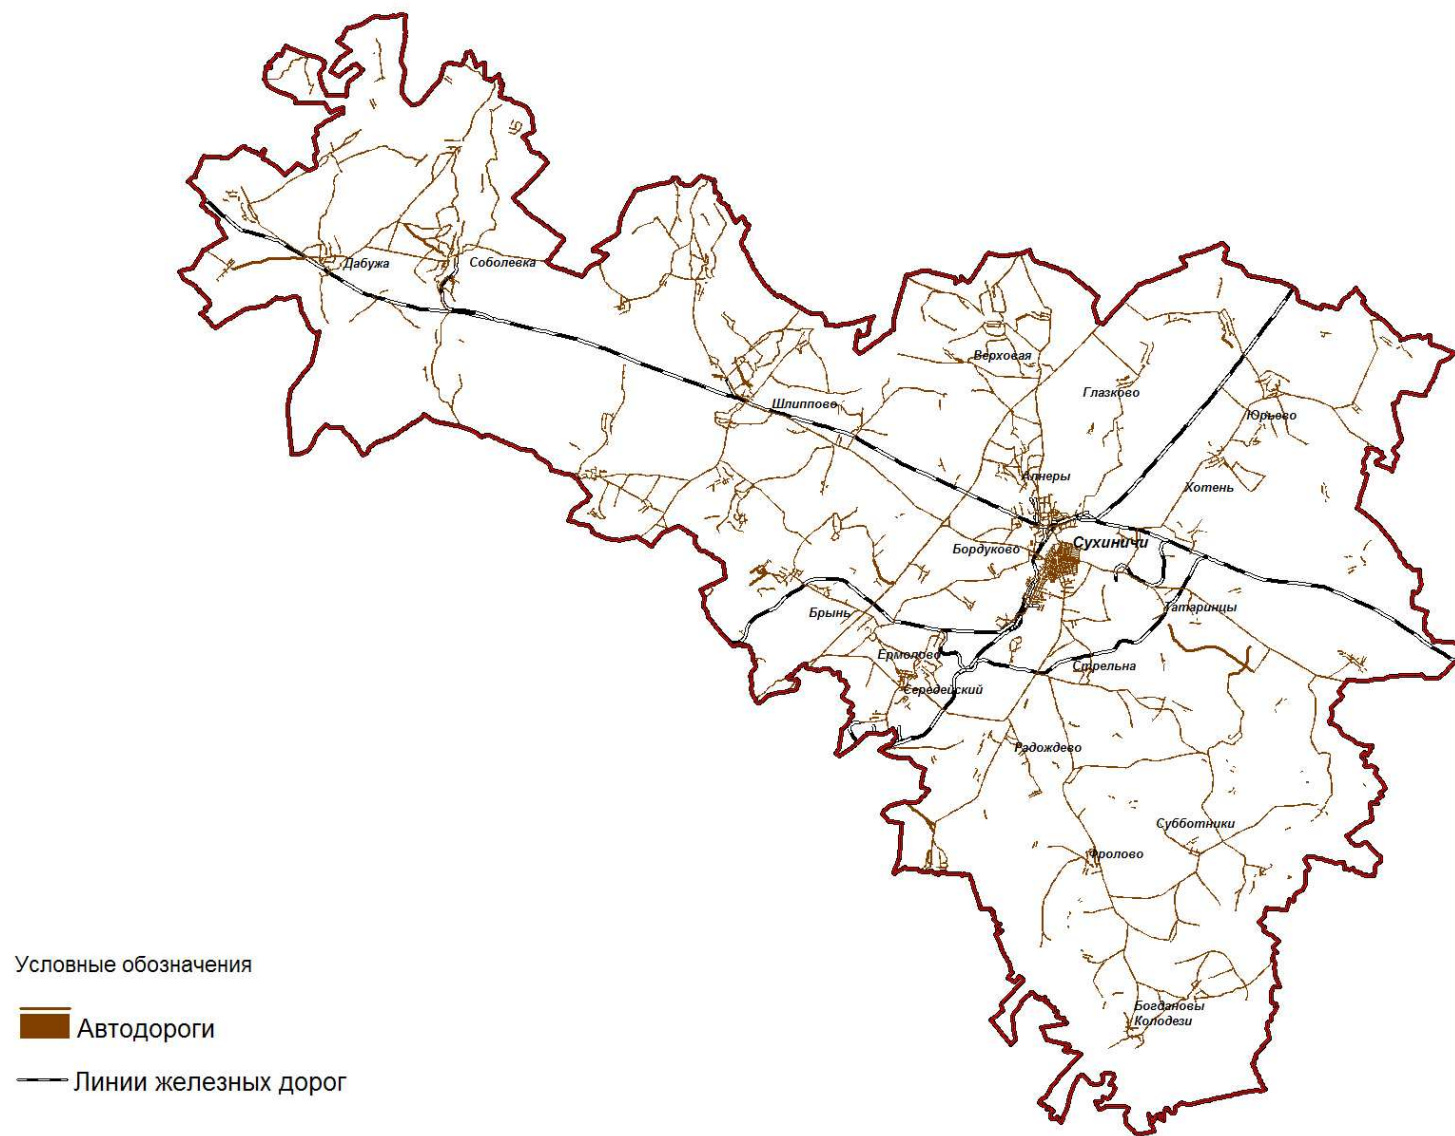 Дабужа
Соболевка
Верховая
Глазково
Шлиппово
Юрьево
Алнеры
Хотень
Сухиничи
Бордуково
Брынь
Татаринцы
Ермолово
Стрельна
Середейский
Радождево
Субботники
Фролово
Богдановы
Колодези
Условные обозначения
Автодороги
Линии железных дорог